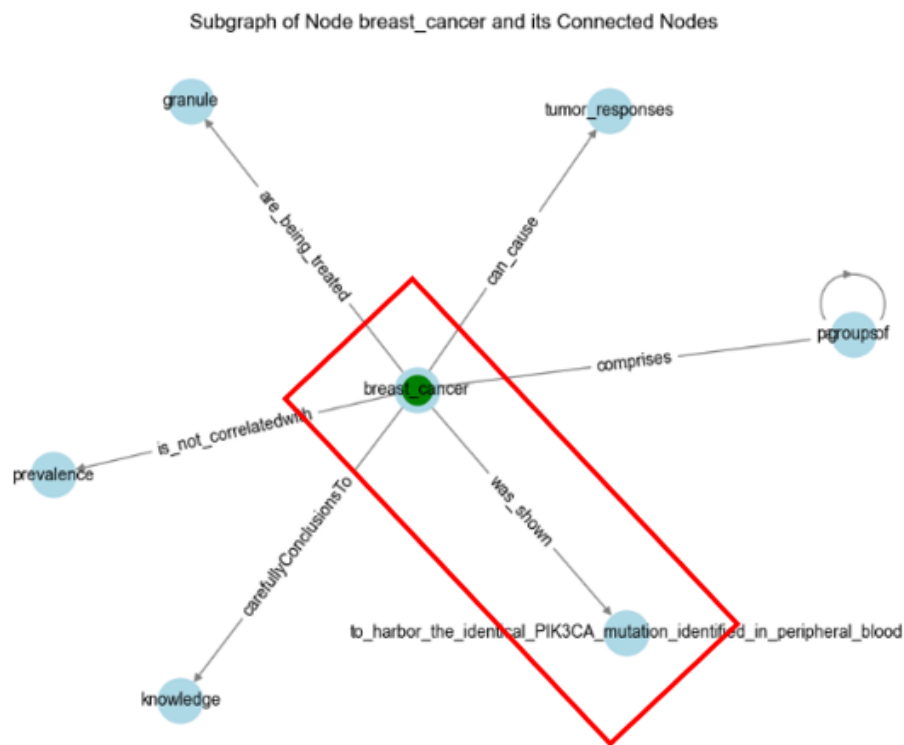 Subgraph of Node breast_cancer and its Connected Nodes
granule
tumor_responses
are_being_treated
can_cause
comprises
breast_cancer
is_not_correlatedwith
prevalence
was_shown
carefullyConclusionsTo
to_harbor_the_identical_PIK3CA_mutation_identified_in_peripheral_blood
knowledge